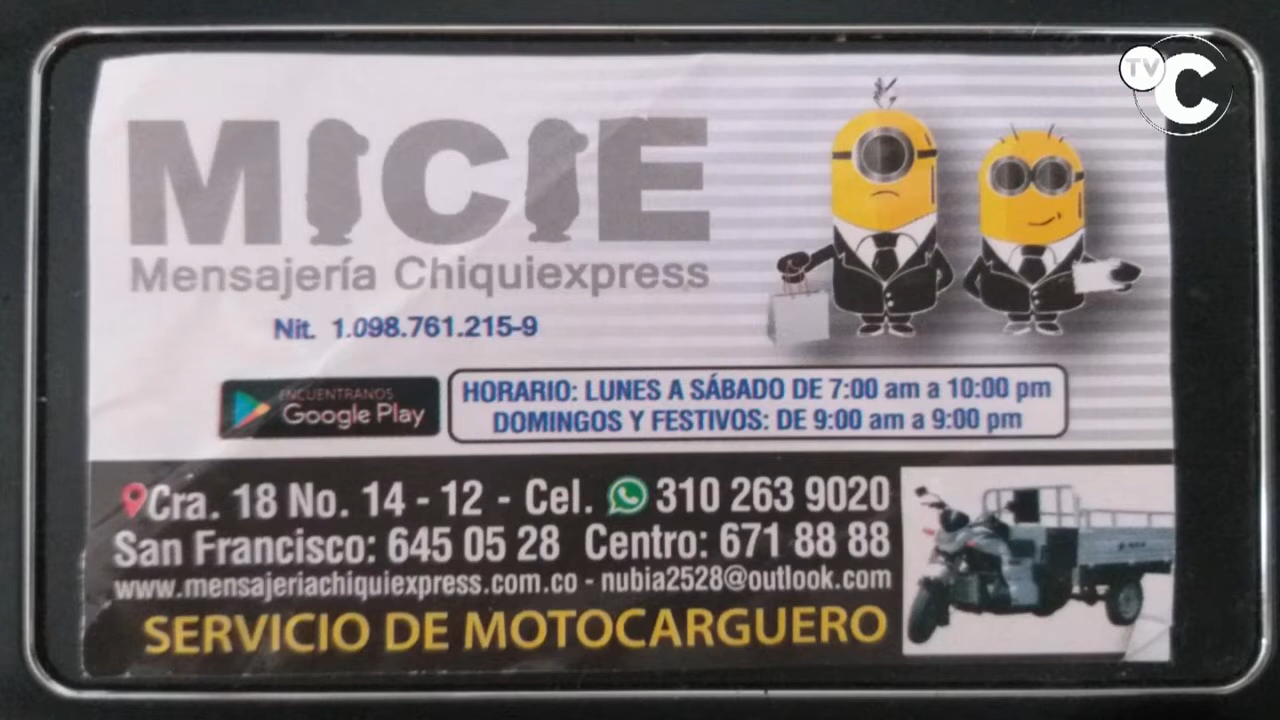 TV C
MICIE
Mensajería Chiquiexpress
Nit. 1.098.761.215-9
ENCUENTRANOS
Google Play
HORARIO: LUNES A SÁBADO DE 7:00 am a 10:00 pm
DOMINGOS Y FESTIVOS: DE 9:00 am a 9:00 pm
Cra. 18 No. 14 - 12 - Cel. 310 263 9020
San Francisco: 645 05 28 Centro: 671 88 88
www.mensajeriachiquiexpress.com.co - nubia2528@outlook.com
SERVICIO DE MOTOCARGUERO